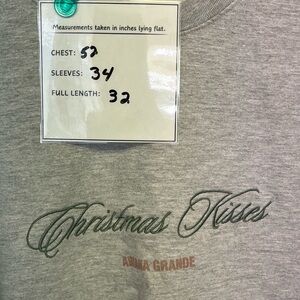 Measurements taken in inches lying flat.
CHEST: 52
SLEEVES: 34
FULL LENGTH: 32
Christmas Kisses
ARIANA GRANDE